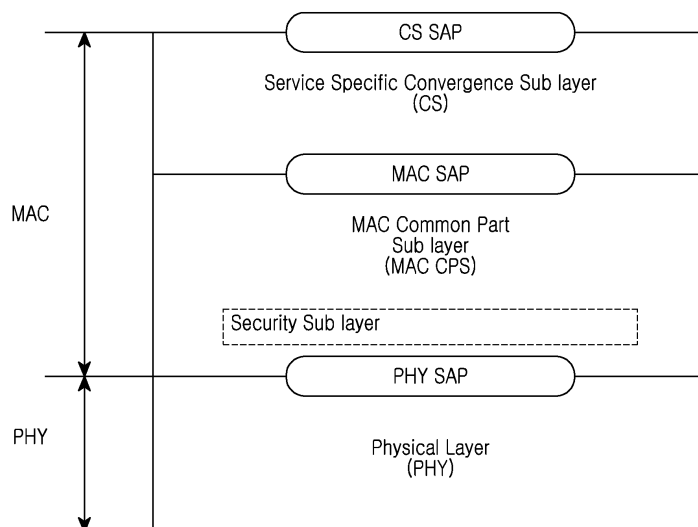 CS SAP
Service Specific Convergence Sub layer
(CS)
MAC SAP
MAC
MAC Common Part
Sub layer
(MAC CPS)
Security Sub layer
PHY SAP
PHY
Physical Layer
(PHY)